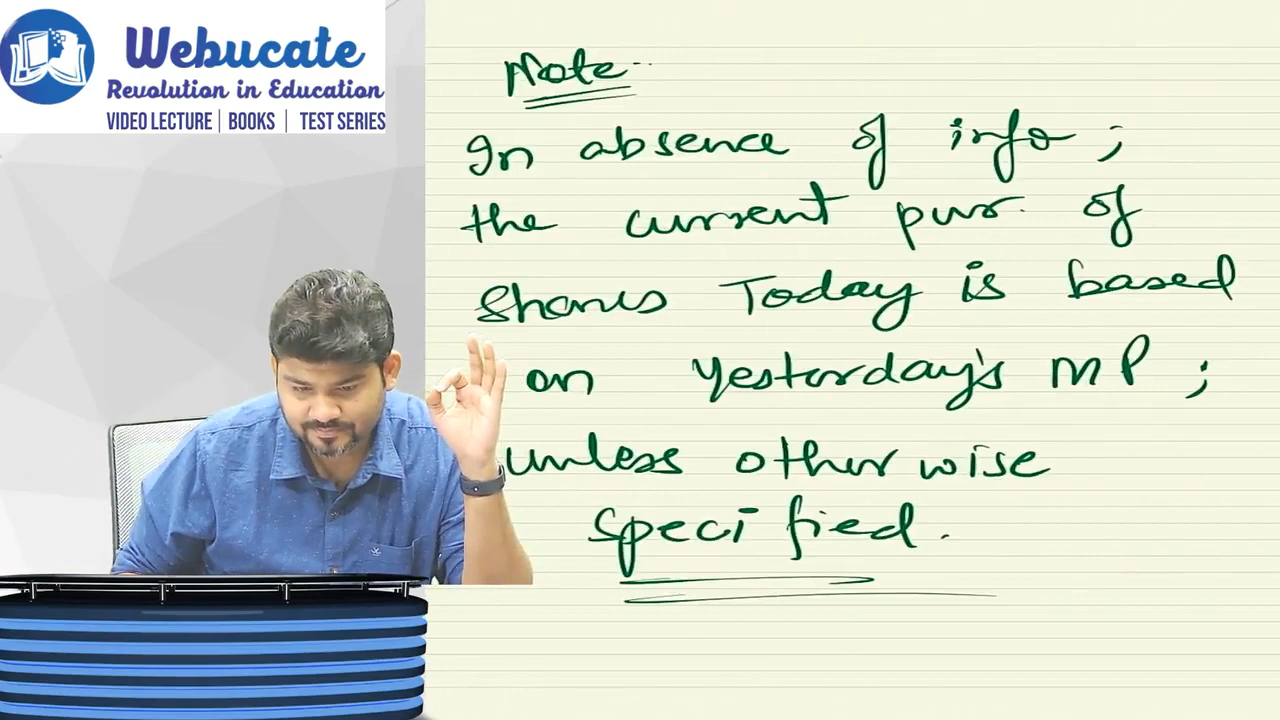 Webucate
Revolution in Education
VIDEO LECTURE | BOOKS | TEST SERIES
Note:-
In absence of info ;
the current pur. of
Shares Today is based
on Yesterday's MP ;
unless otherwise
specified.